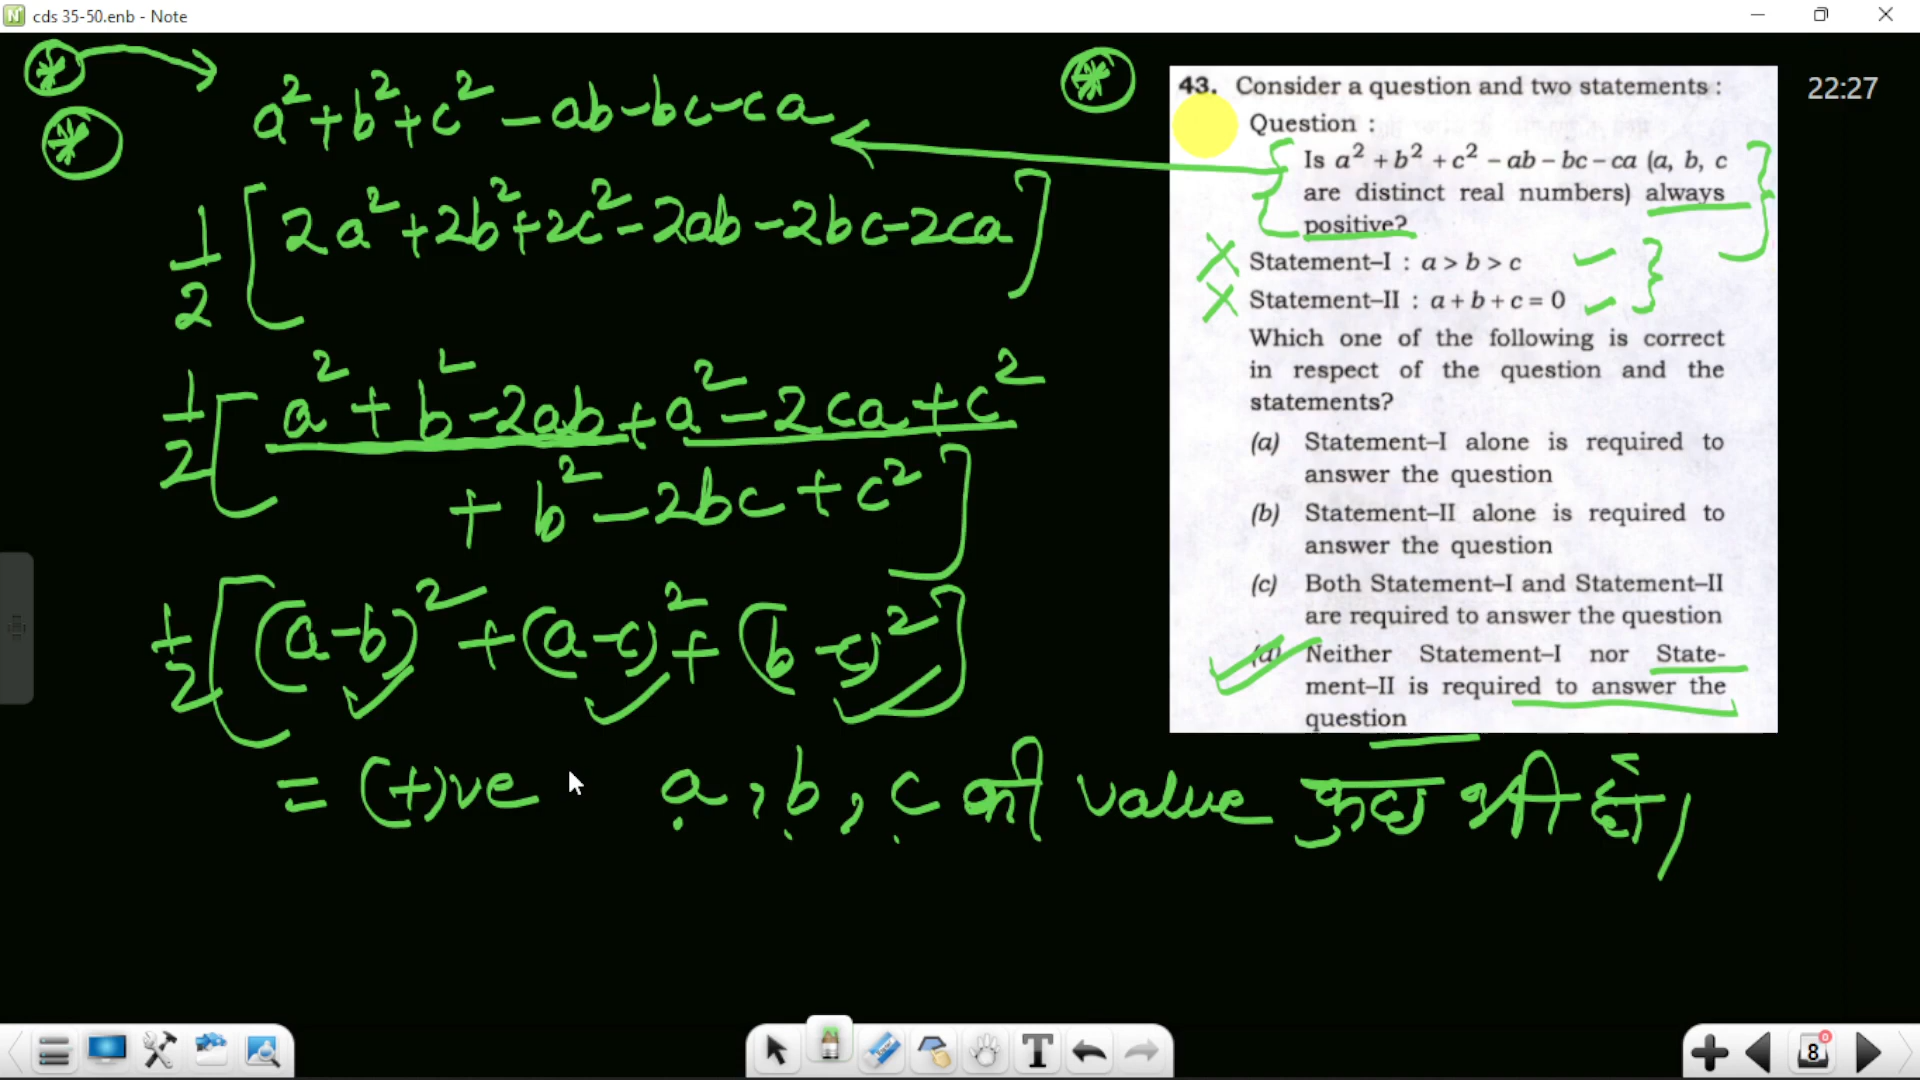 cds 35-50.enb - Note
a² + b² + c² - ab - bc - ca
1/2 [2a² + 2b² + 2c² - 2ab - 2bc - 2ca]
1/2 [a² + b² - 2ab + a² - 2ca + c²
+ b² - 2bc + c²]
1/2 [(a-b)² + (a-c)² + (b-c)²]
= (+)ve a, b, c की value कुछ भी हो।
22:27
43. Consider a question and two statements :
Question :
Is a² + b² + c² – ab – bc – ca (a, b, c
are distinct real numbers) always
positive?
Statement–I : a > b > c
Statement–II : a + b + c = 0
Which one of the following is correct
in respect of the question and the
statements?
(a) Statement–I alone is required to
answer the question
(b) Statement–II alone is required to
answer the question
(c) Both Statement–I and Statement–II
are required to answer the question
(d) Neither Statement–I nor State-
ment–II is required to answer the
question
T
8
0